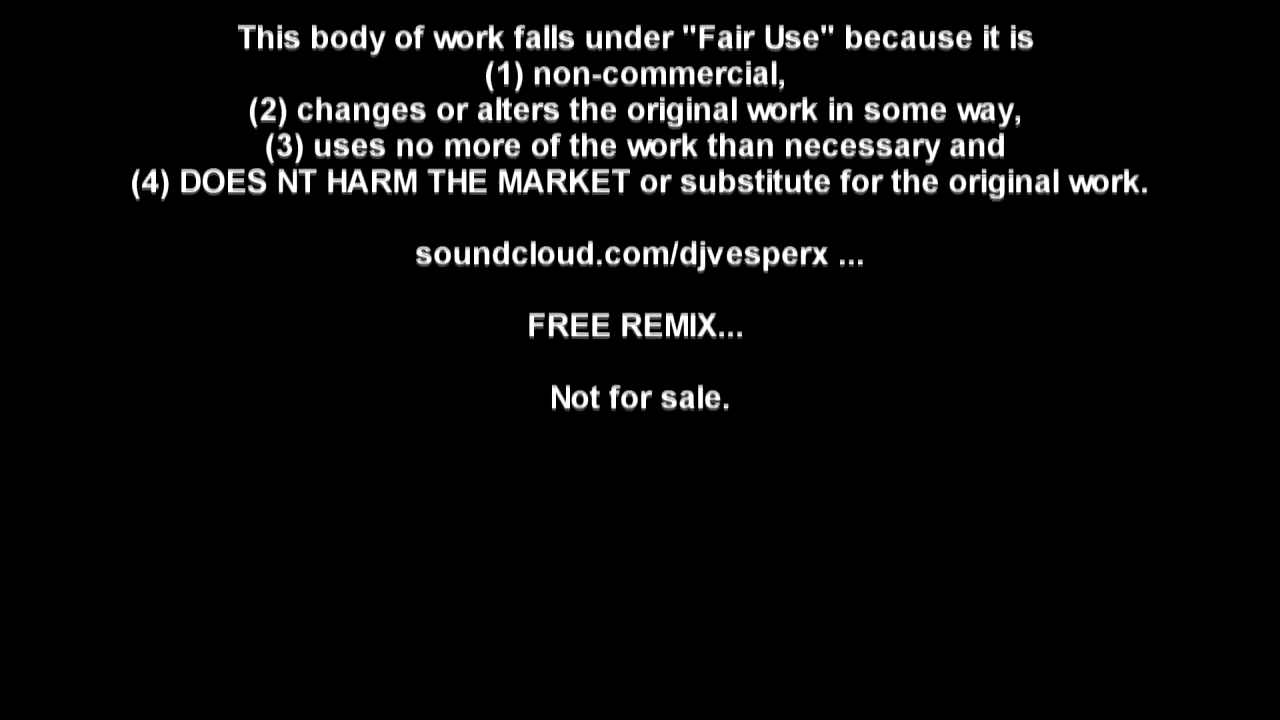 This body of work falls under "Fair Use" because it is
(1) non-commercial,
(2) changes or alters the original work in some way,
(3) uses no more of the work than necessary and
(4) DOES NT HARM THE MARKET or substitute for the original work.
soundcloud.com/djvesperx ...
FREE REMIX...
Not for sale.